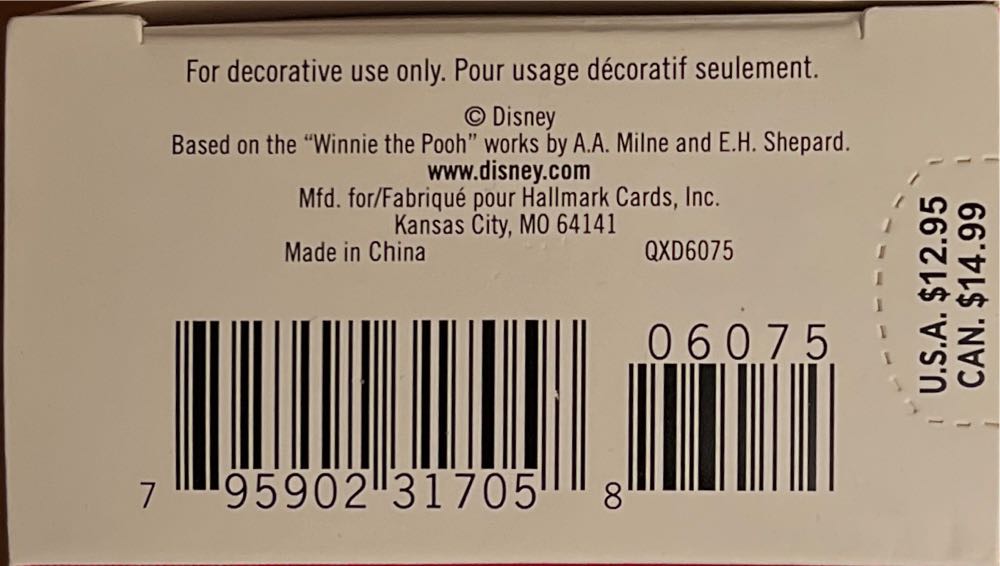 For decorative use only. Pour usage décoratif seulement.
© Disney
Based on the “Winnie the Pooh” works by A.A. Milne and E.H. Shepard.
www.disney.com
Mfd. for/Fabriqué pour Hallmark Cards, Inc.
Kansas City, MO 64141
Made in China QXD6075
U.S.A. $12.95
CAN. $14.99
06075
7 95902 31705 8